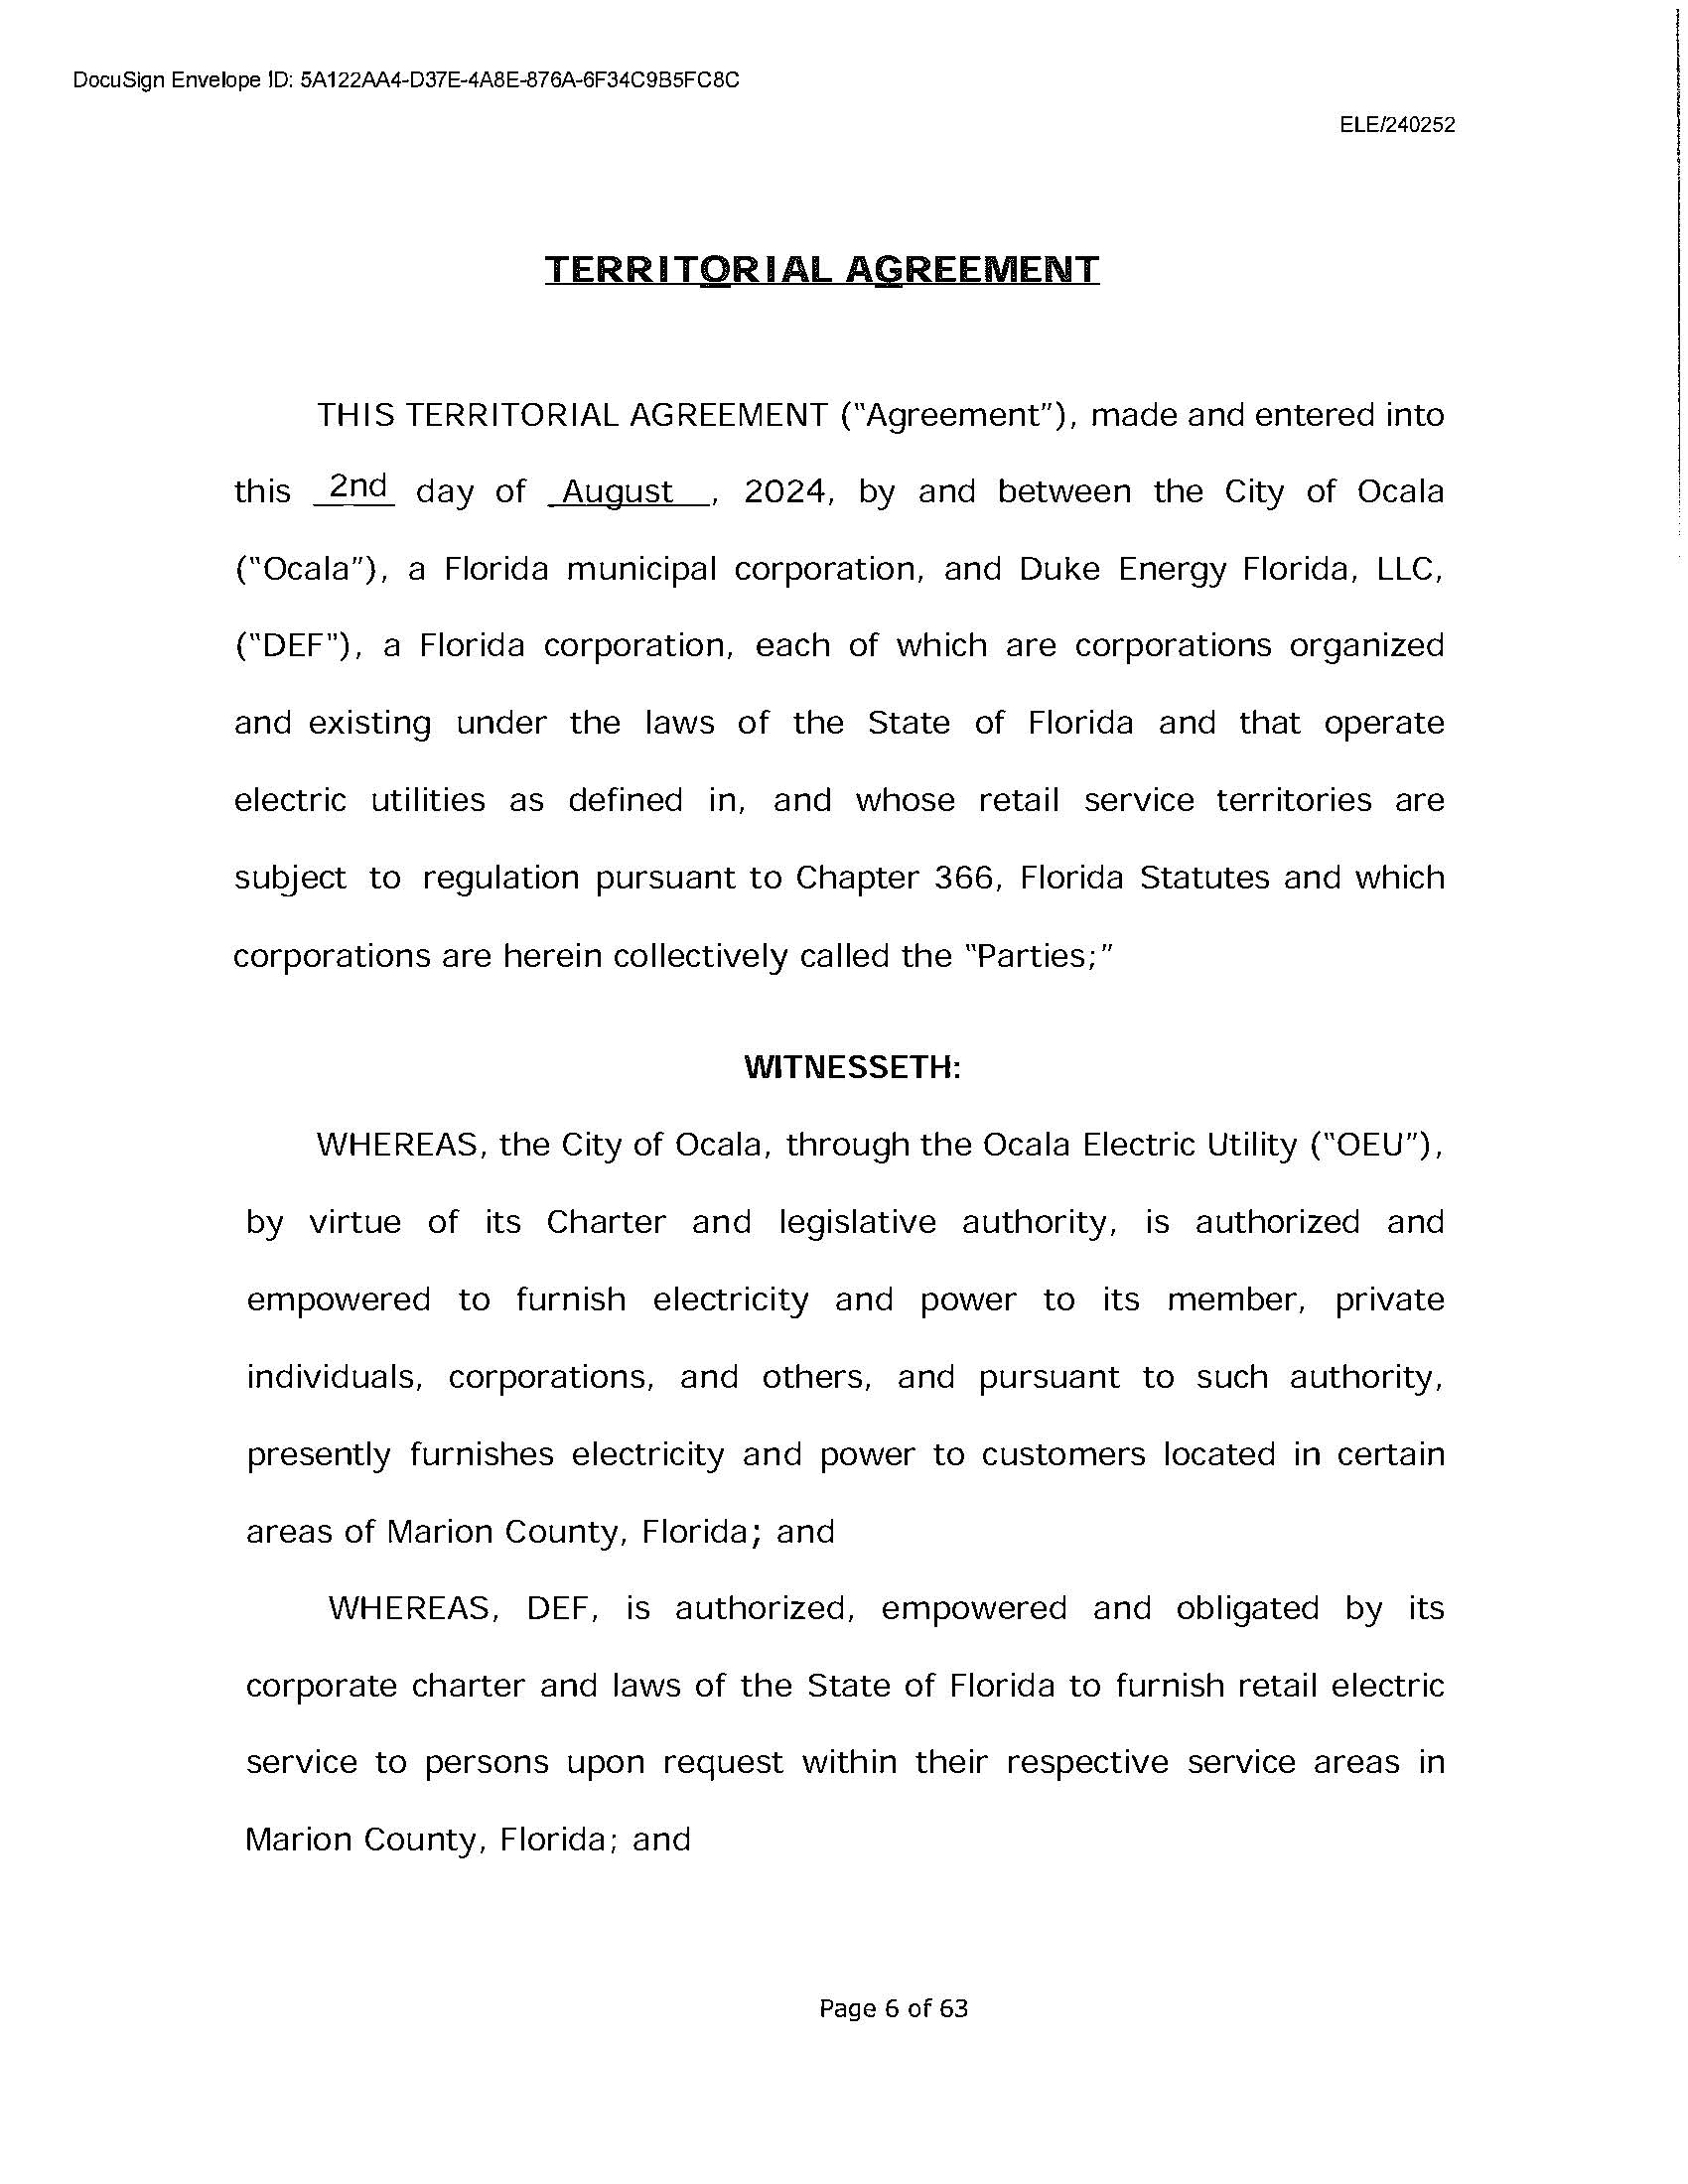 DocuSign Envelope ID: 5A122AA4-D37E-4A8E-876A-6F34C9B5FC8C
ELE/240252
TERRITORIAL AGREEMENT
THIS TERRITORIAL AGREEMENT (“Agreement”), made and entered into
this 2nd day of August, 2024, by and between the City of Ocala
(“Ocala”), a Florida municipal corporation, and Duke Energy Florida, LLC,
(“DEF”), a Florida corporation, each of which are corporations organized
and existing under the laws of the State of Florida and that operate
electric utilities as defined in, and whose retail service territories are
subject to regulation pursuant to Chapter 366, Florida Statutes and which
corporations are herein collectively called the “Parties;”
WITNESSETH:
WHEREAS, the City of Ocala, through the Ocala Electric Utility (“OEU”),
by virtue of its Charter and legislative authority, is authorized and
empowered to furnish electricity and power to its member, private
individuals, corporations, and others, and pursuant to such authority,
presently furnishes electricity and power to customers located in certain
areas of Marion County, Florida; and
WHEREAS, DEF, is authorized, empowered and obligated by its
corporate charter and laws of the State of Florida to furnish retail electric
service to persons upon request within their respective service areas in
Marion County, Florida; and
Page 6 of 63